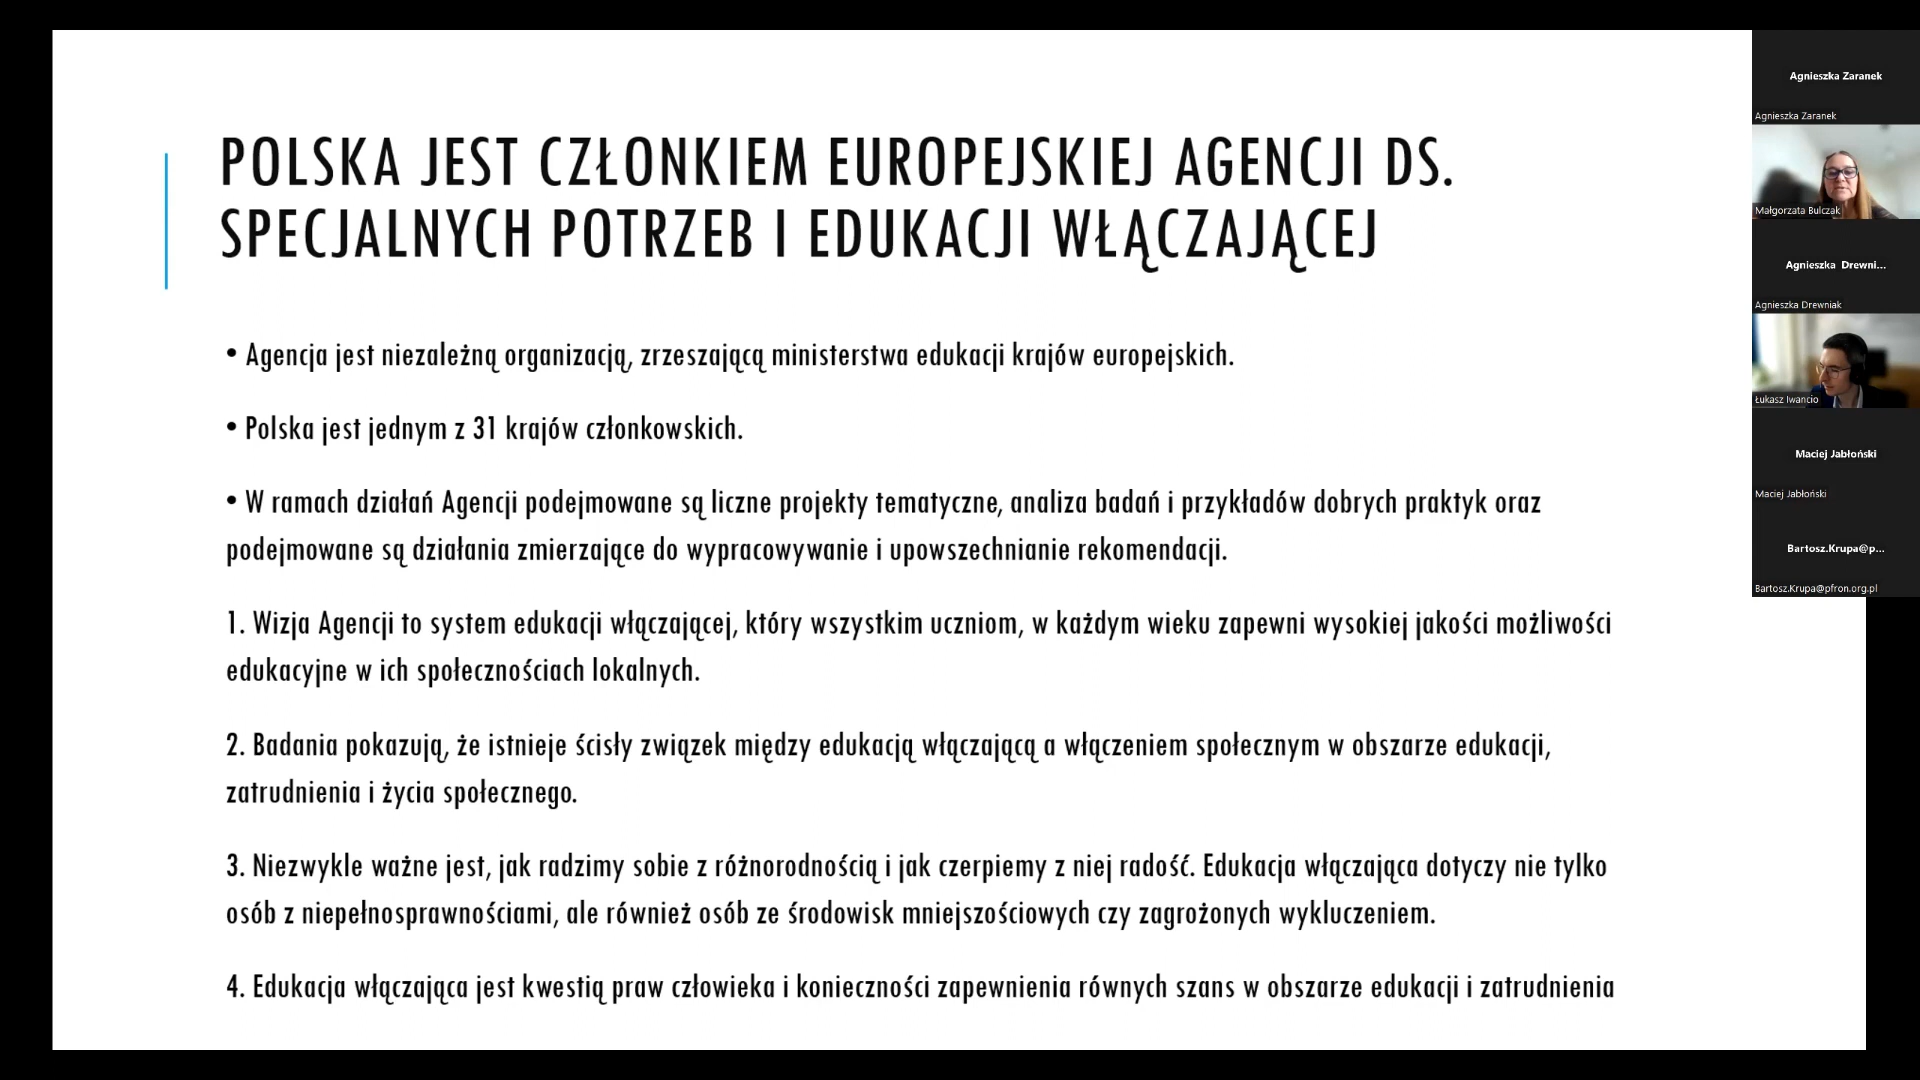 POLSKA JEST CZŁONKIEM EUROPEJSKIEJ AGENCJI DS.
SPECJALNYCH POTRZEB I EDUKACJI WŁĄCZAJĄCEJ
• Agencja jest niezależną organizacją, zrzeszającą ministerstwa edukacji krajów europejskich.
• Polska jest jednym z 31 krajów członkowskich.
• W ramach działań Agencji podejmowane są liczne projekty tematyczne, analiza badań i przykładów dobrych praktyk oraz
podejmowane są działania zmierzające do wypracowywanie i upowszechnianie rekomendacji.
1. Wizja Agencji to system edukacji włączającej, który wszystkim uczniom, w każdym wieku zapewni wysokiej jakości możliwości
edukacyjne w ich społecznościach lokalnych.
2. Badania pokazują, że istnieje ścisły związek między edukacją włączającą a włączeniem społecznym w obszarze edukacji,
zatrudnienia i życia społecznego.
3. Niezwykle ważne jest, jak radzimy sobie z różnorodnością i jak czerpiemy z niej radość. Edukacja włączająca dotyczy nie tylko
osób z niepełnosprawnościami, ale również osób ze środowisk mniejszościowych czy zagrożonych wykluczeniem.
4. Edukacja włączająca jest kwestią praw człowieka i konieczności zapewnienia równych szans w obszarze edukacji i zatrudnienia
Agnieszka Zaranek
Agnieszka Zaranek
Małgorzata Bulczak
Agnieszka Drewni...
Agnieszka Drewniak
Łukasz Iwancio
Maciej Jabłoński
Maciej Jabłoński
Bartosz.Krupa@p...
Bartosz.Krupa@pfron.org.pl